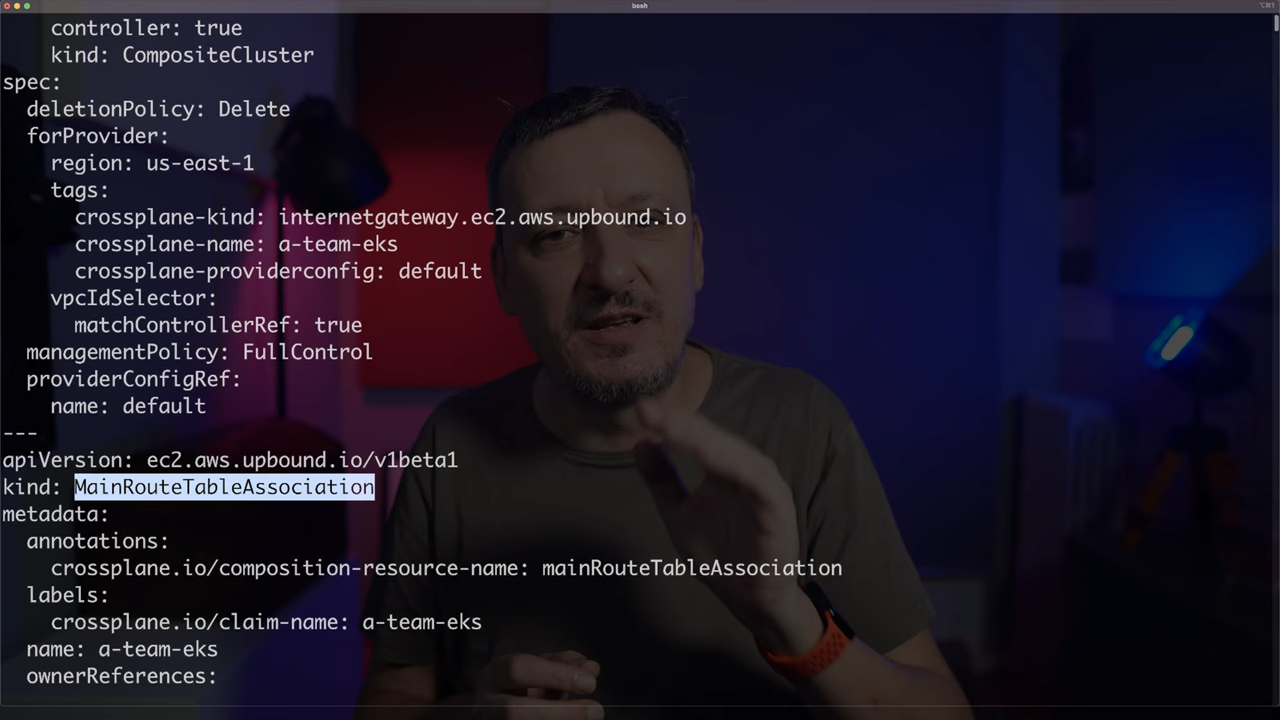 bash
⌥⌘1
controller: true
kind: CompositeCluster
spec:
deletionPolicy: Delete
forProvider:
region: us-east-1
tags:
crossplane-kind: internetgateway.ec2.aws.upbound.io
crossplane-name: a-team-eks
crossplane-providerconfig: default
vpcIdSelector:
matchControllerRef: true
managementPolicy: FullControl
providerConfigRef:
name: default
---
apiVersion: ec2.aws.upbound.io/v1beta1
kind: MainRouteTableAssociation
metadata:
annotations:
crossplane.io/composition-resource-name: mainRouteTableAssociation
labels:
crossplane.io/claim-name: a-team-eks
name: a-team-eks
ownerReferences: